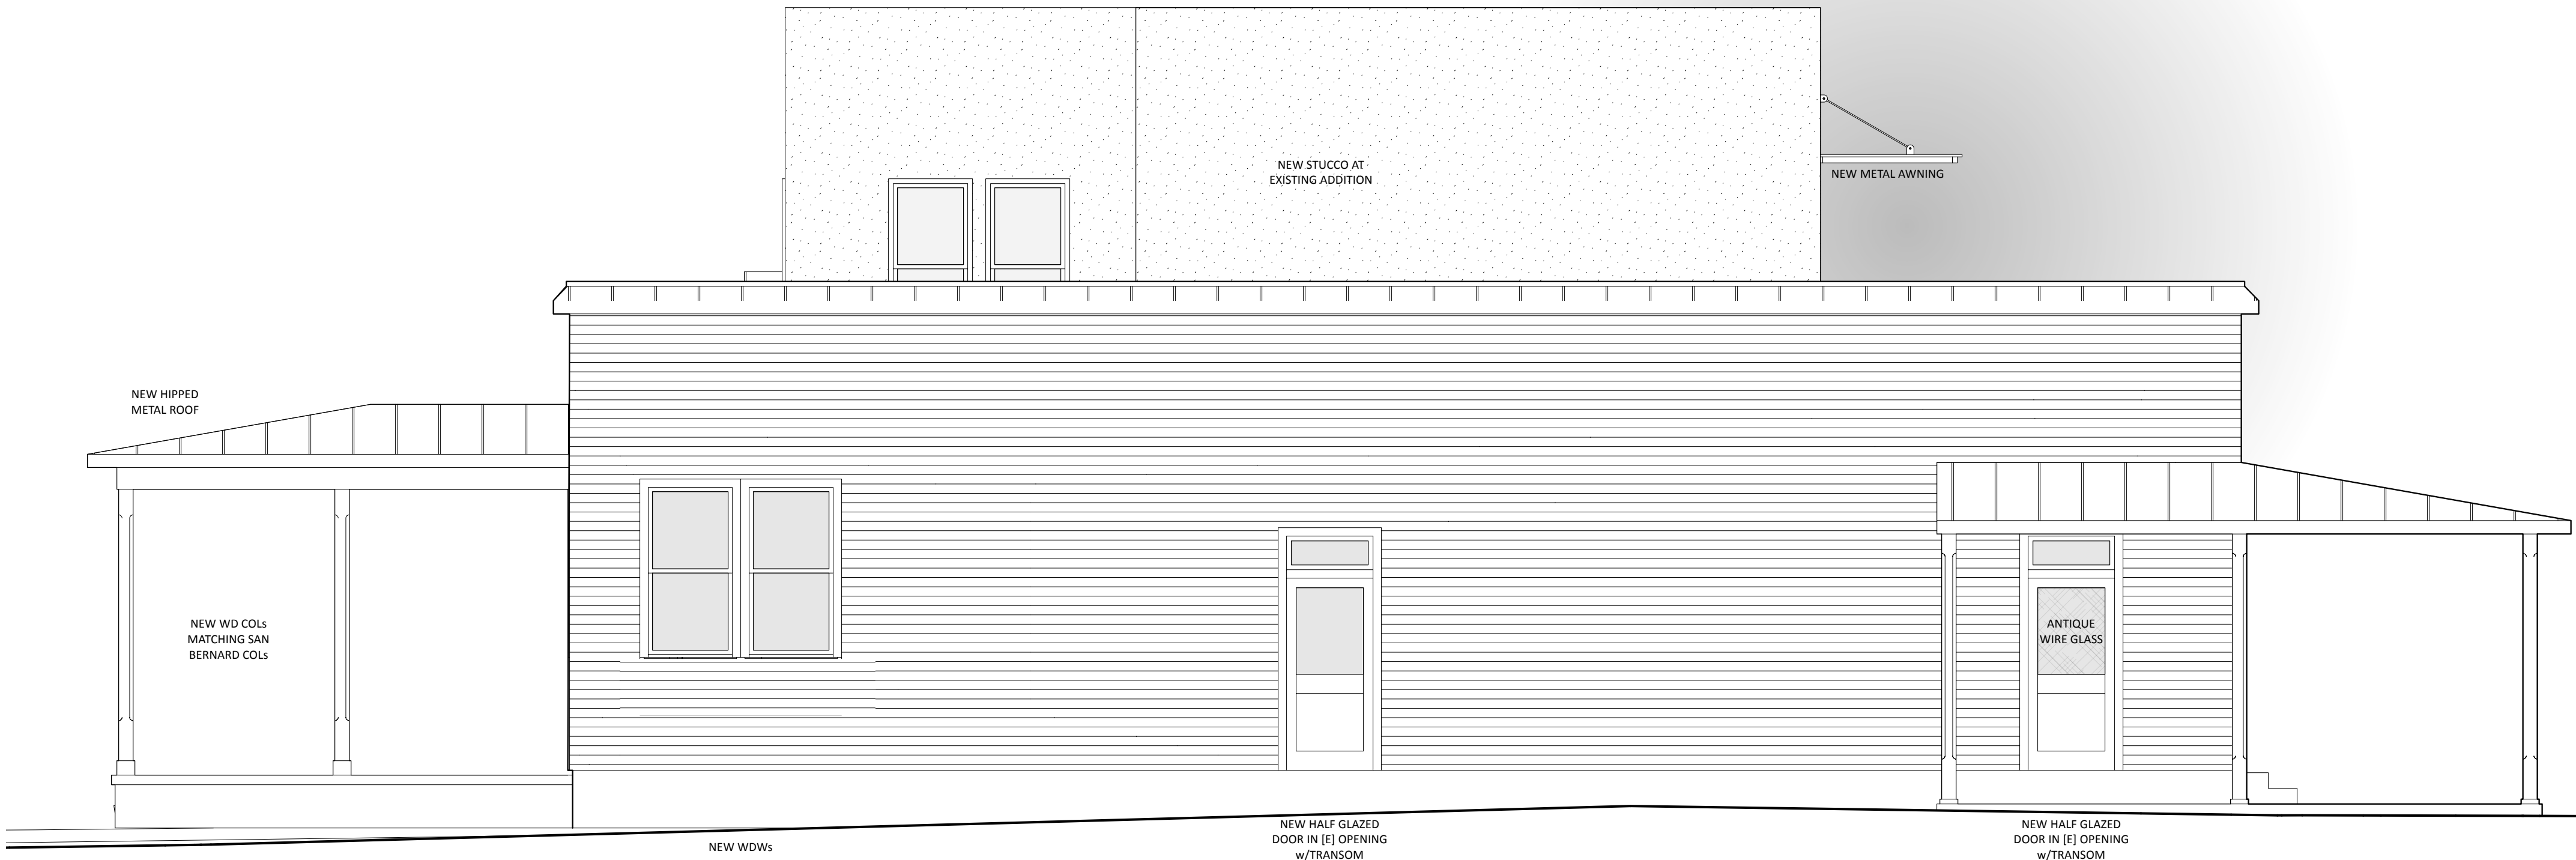 NEW STUCCO AT
EXISTING ADDITION
NEW METAL AWNING
NEW HIPPED
METAL ROOF
NEW WD COLs
MATCHING SAN
BERNARD COLs
ANTIQUE
WIRE GLASS
NEW WDWs
NEW HALF GLAZED
DOOR IN [E] OPENING
w/TRANSOM
NEW HALF GLAZED
DOOR IN [E] OPENING
w/TRANSOM